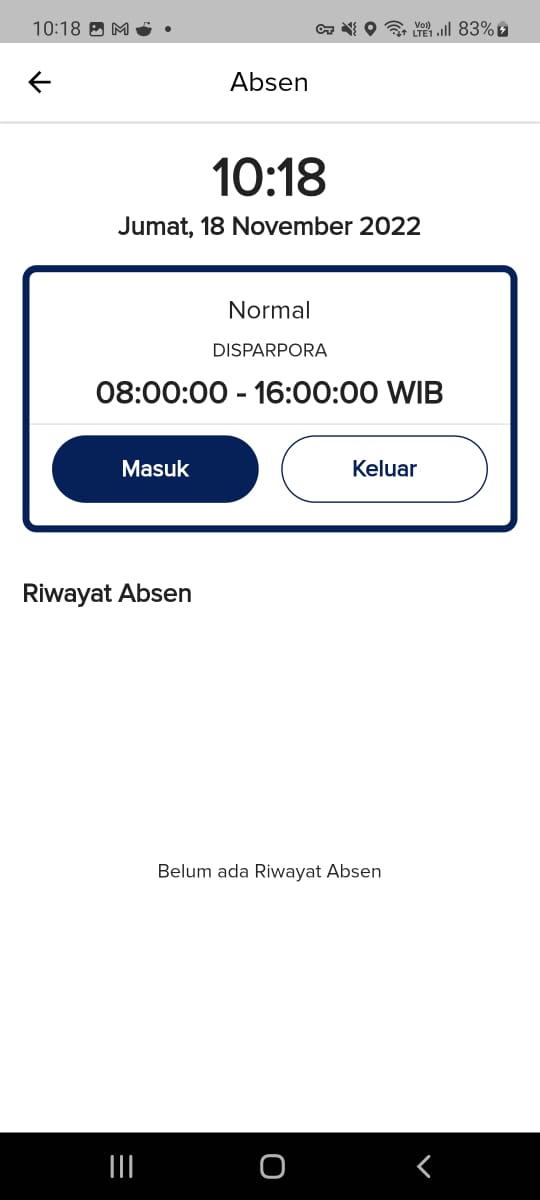 10:18
Vo))
LTE1
83%
Absen
10:18
Jumat, 18 November 2022
Normal
DISPARPORA
08:00:00 - 16:00:00 WIB
Masuk
Keluar
Riwayat Absen
Belum ada Riwayat Absen